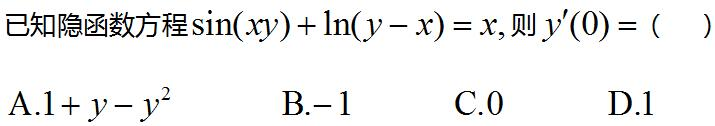 已知隐函数方程sin(xy)+ln(y−x)=x,则y′(0)=（ ）
A.1+y−y² B.−1 C.0 D.1